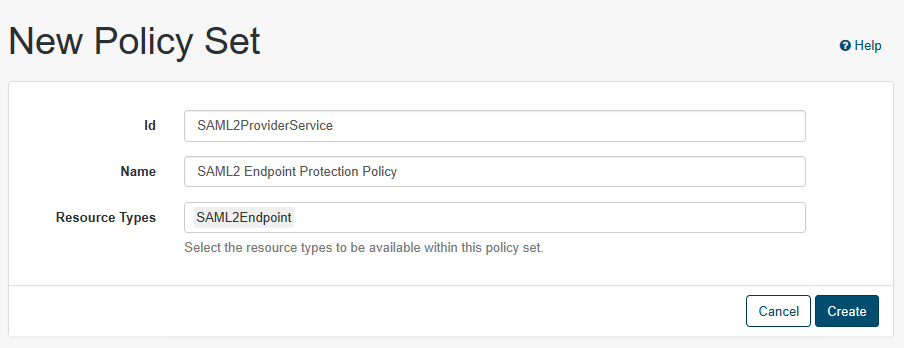 New Policy Set
Help
Id
SAML2ProviderService
Name
SAML2 Endpoint Protection Policy
Resource Types
SAML2Endpoint
Select the resource types to be available within this policy set.
Cancel
Create